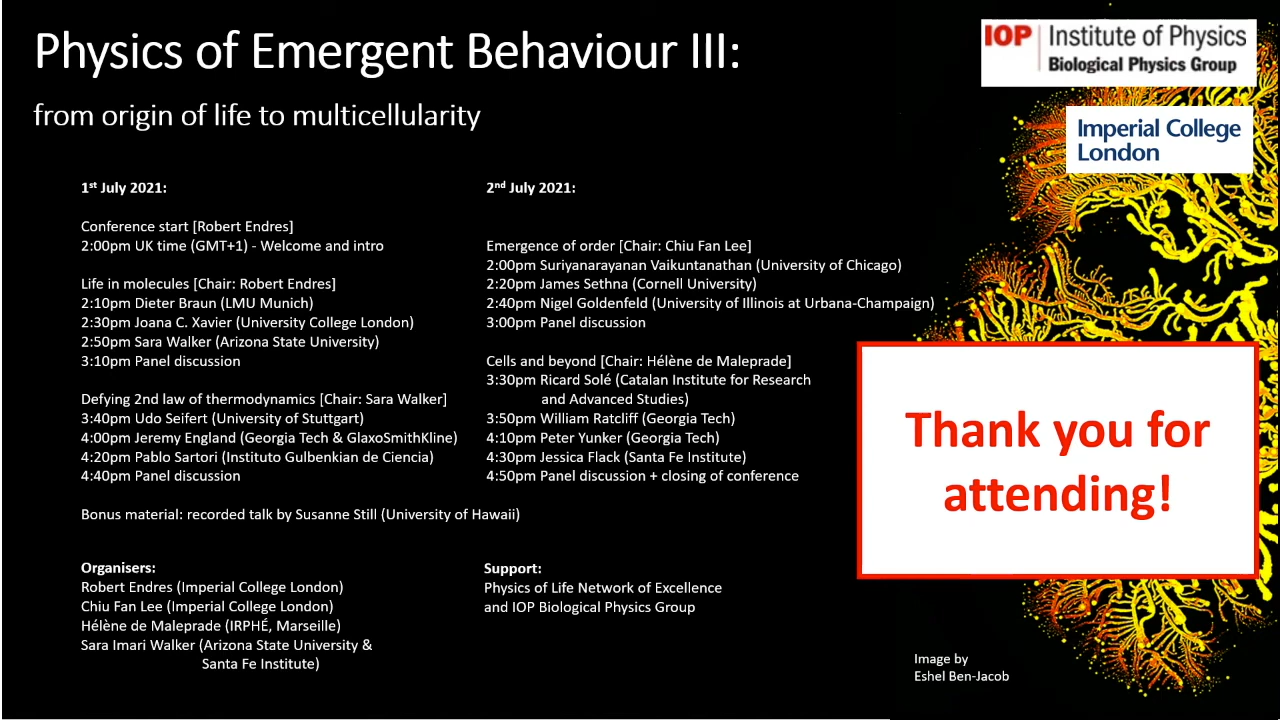 Physics of Emergent Behaviour III:
from origin of life to multicellularity
IOP Institute of Physics
Biological Physics Group
Imperial College
London
1st July 2021:
Conference start [Robert Endres]
2:00pm UK time (GMT+1) - Welcome and intro
Life in molecules [Chair: Robert Endres]
2:10pm Dieter Braun (LMU Munich)
2:30pm Joana C. Xavier (University College London)
2:50pm Sara Walker (Arizona State University)
3:10pm Panel discussion
Defying 2nd law of thermodynamics [Chair: Sara Walker]
3:40pm Udo Seifert (University of Stuttgart)
4:00pm Jeremy England (Georgia Tech & GlaxoSmithKline)
4:20pm Pablo Sartori (Instituto Gulbenkian de Ciencia)
4:40pm Panel discussion
Bonus material: recorded talk by Susanne Still (University of Hawaii)
2nd July 2021:
Emergence of order [Chair: Chiu Fan Lee]
2:00pm Suriyanarayanan Vaikuntanathan (University of Chicago)
2:20pm James Sethna (Cornell University)
2:40pm Nigel Goldenfeld (University of Illinois at Urbana-Champaign)
3:00pm Panel discussion
Cells and beyond [Chair: Hélène de Maleprade]
3:30pm Ricard Solé (Catalan Institute for Research
and Advanced Studies)
3:50pm William Ratcliff (Georgia Tech)
4:10pm Peter Yunker (Georgia Tech)
4:30pm Jessica Flack (Santa Fe Institute)
4:50pm Panel discussion + closing of conference
Thank you for
attending!
Organisers:
Robert Endres (Imperial College London)
Chiu Fan Lee (Imperial College London)
Hélène de Maleprade (IRPHÉ, Marseille)
Sara Imari Walker (Arizona State University &
Santa Fe Institute)
Support:
Physics of Life Network of Excellence
and IOP Biological Physics Group
Image by
Eshel Ben-Jacob